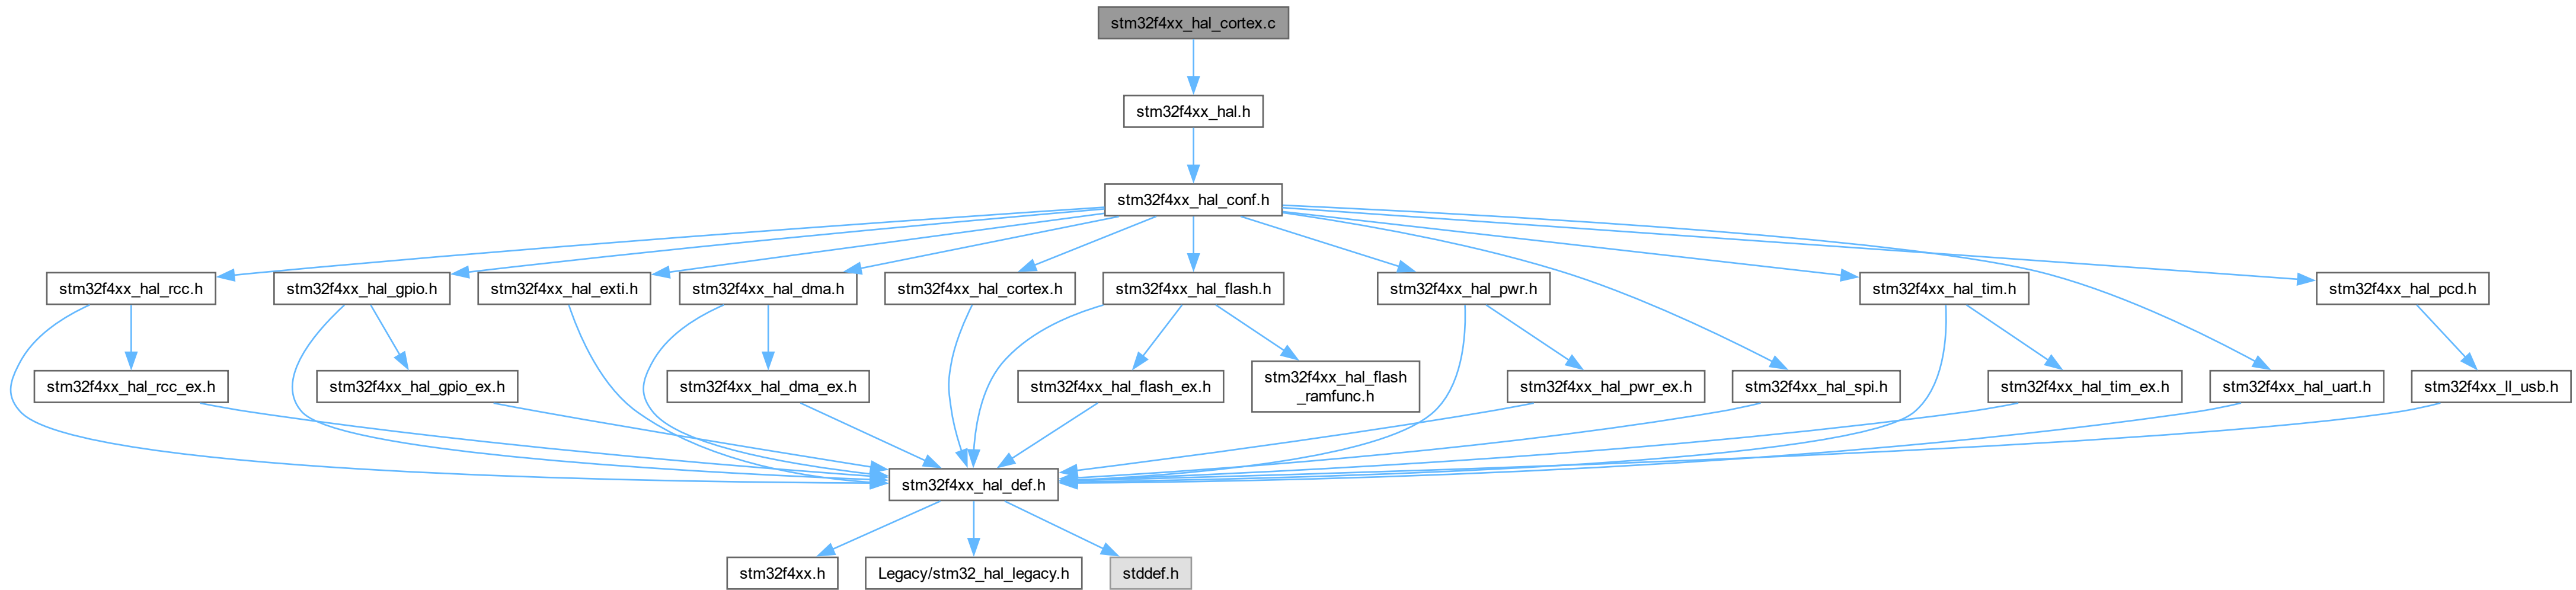 stm32f4xx_hal_cortex.c
stm32f4xx_hal.h
stm32f4xx_hal_conf.h
stm32f4xx_hal_rcc.h
stm32f4xx_hal_gpio.h
stm32f4xx_hal_exti.h
stm32f4xx_hal_dma.h
stm32f4xx_hal_cortex.h
stm32f4xx_hal_flash.h
stm32f4xx_hal_pwr.h
stm32f4xx_hal_tim.h
stm32f4xx_hal_pcd.h
stm32f4xx_hal_rcc_ex.h
stm32f4xx_hal_gpio_ex.h
stm32f4xx_hal_dma_ex.h
stm32f4xx_hal_flash_ex.h
stm32f4xx_hal_flash
_ramfunc.h
stm32f4xx_hal_pwr_ex.h
stm32f4xx_hal_spi.h
stm32f4xx_hal_tim_ex.h
stm32f4xx_hal_uart.h
stm32f4xx_ll_usb.h
stm32f4xx_hal_def.h
stm32f4xx.h
Legacy/stm32_hal_legacy.h
stddef.h